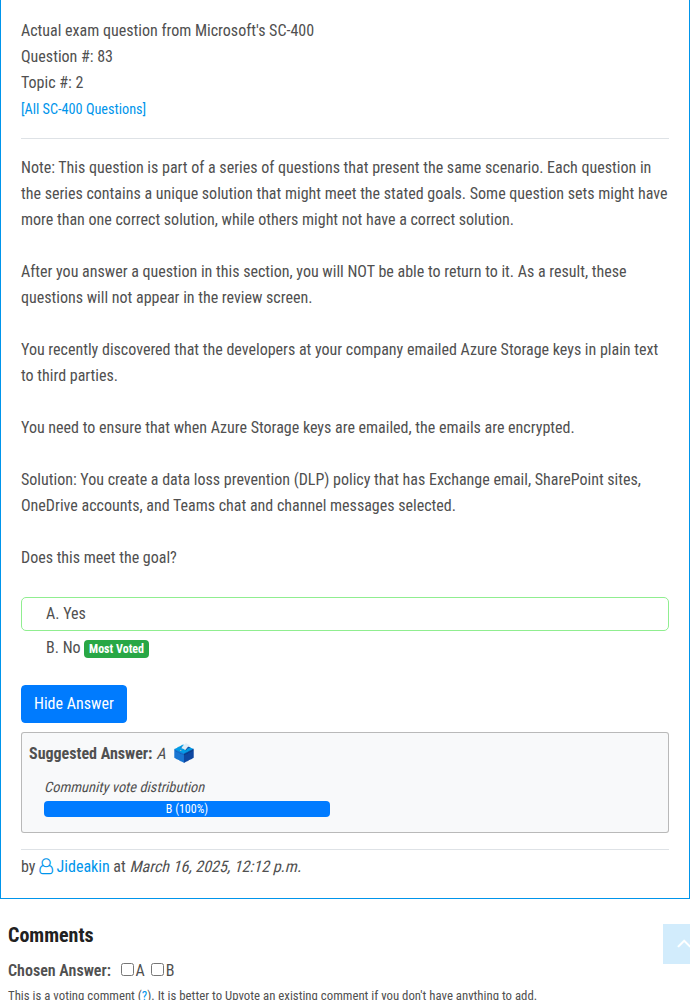 Actual exam question from Microsoft's SC-400
Question #: 83
Topic #: 2
[All SC-400 Questions]
Note: This question is part of a series of questions that present the same scenario. Each question in
the series contains a unique solution that might meet the stated goals. Some question sets might have
more than one correct solution, while others might not have a correct solution.
After you answer a question in this section, you will NOT be able to return to it. As a result, these
questions will not appear in the review screen.
You recently discovered that the developers at your company emailed Azure Storage keys in plain text
to third parties.
You need to ensure that when Azure Storage keys are emailed, the emails are encrypted.
Solution: You create a data loss prevention (DLP) policy that has Exchange email, SharePoint sites,
OneDrive accounts, and Teams chat and channel messages selected.
Does this meet the goal?
A. Yes
B. No Most Voted
Hide Answer
Suggested Answer: A
Community vote distribution
B (100%)
by Jideakin at March 16, 2025, 12:12 p.m.
Comments
Chosen Answer: A B
This is a voting comment (?). It is better to Upvote an existing comment if you don't have anything to add.